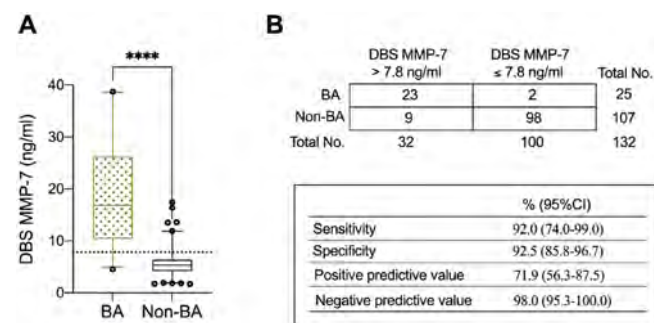 A
****
DBS MMP-7 (ng/ml)
40
30
20
10
0
BA Non-BA
B
DBS MMP-7 > 7.8 ng/ml
DBS MMP-7 ≤ 7.8 ng/ml
Total No.
BA 23 2 25
Non-BA 9 98 107
Total No. 32 100 132
% (95%CI)
Sensitivity 92.0 (74.0-99.0)
Specificity 92.5 (85.8-96.7)
Positive predictive value 71.9 (56.3-87.5)
Negative predictive value 98.0 (95.3-100.0)